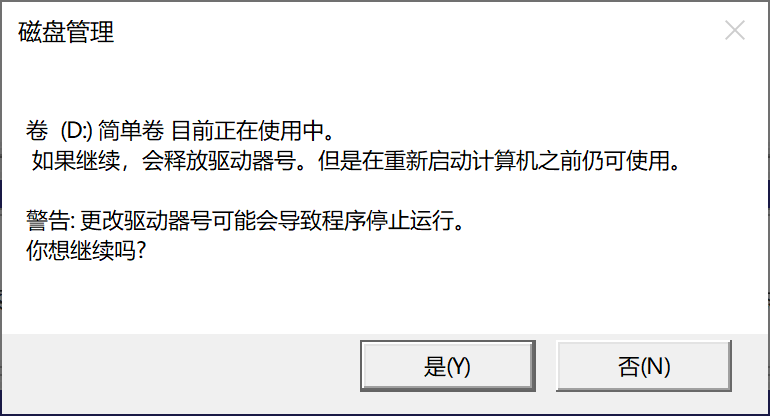 磁盘管理
卷 (D:) 简单卷 目前正在使用中。
如果继续，会释放驱动器号。但是在重新启动计算机之前仍可使用。
警告: 更改驱动器号可能会导致程序停止运行。
你想继续吗?
是(Y)
否(N)